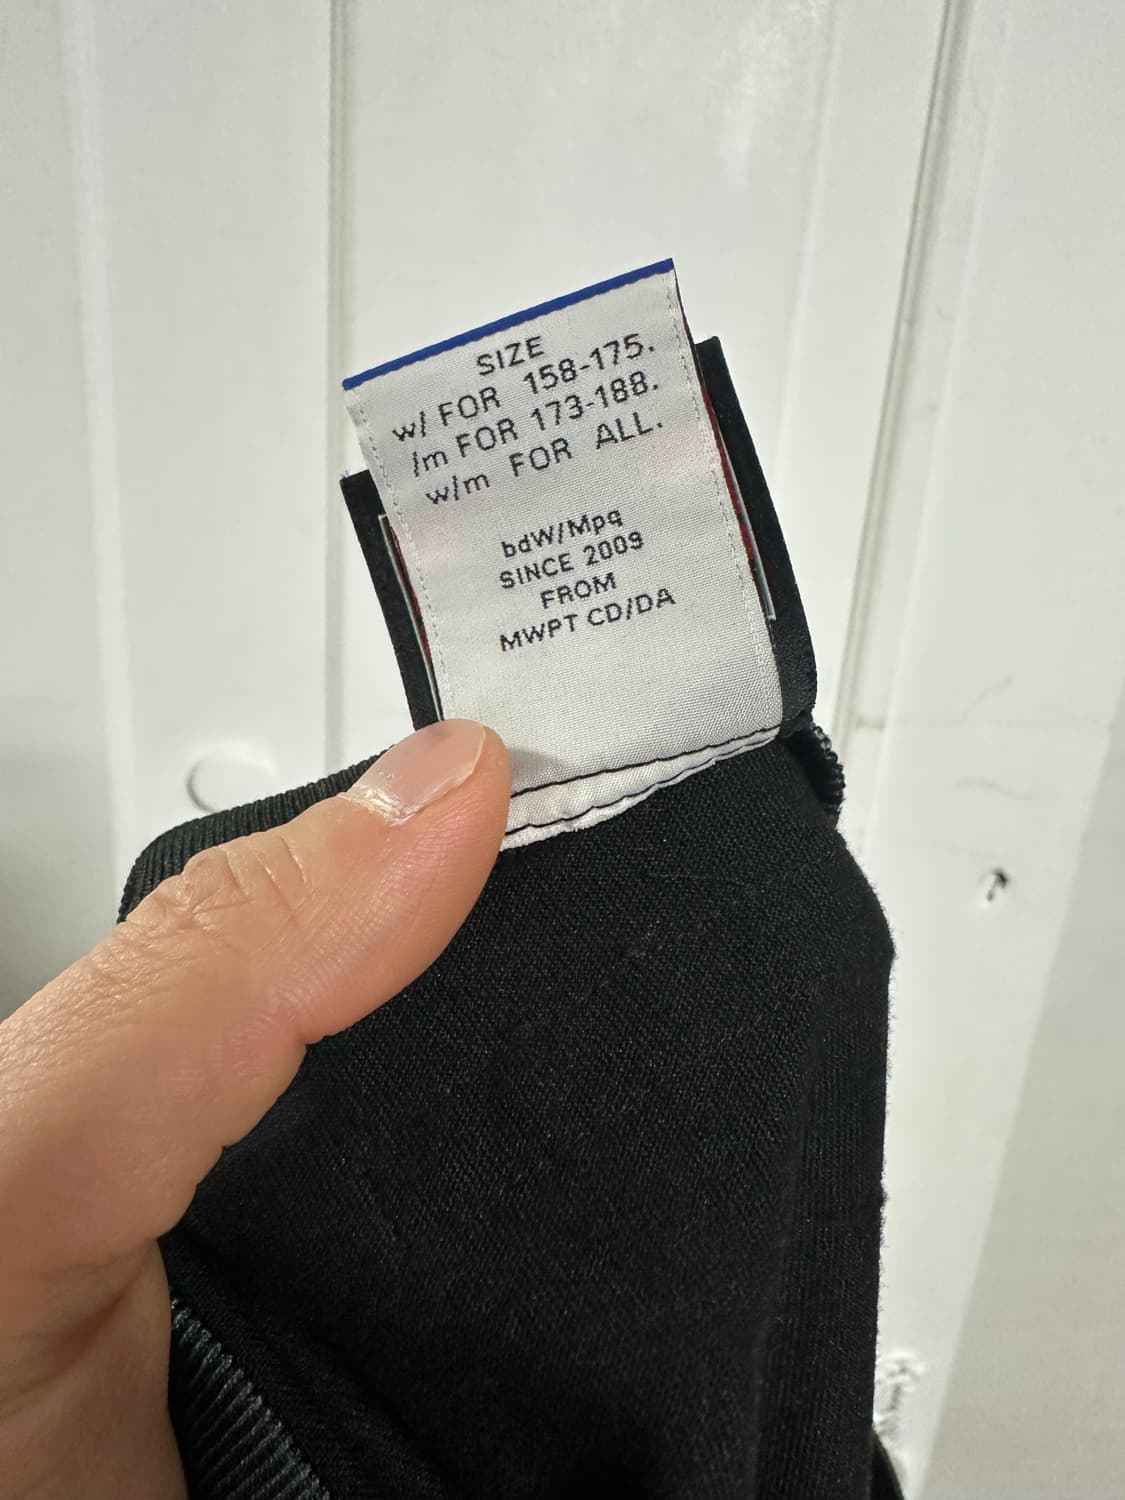 SIZE
w/ FOR 158-175.
/m FOR 173-188.
w/m FOR ALL.
bdW/Mpq
SINCE 2009
FROM
MWPT CD/DA